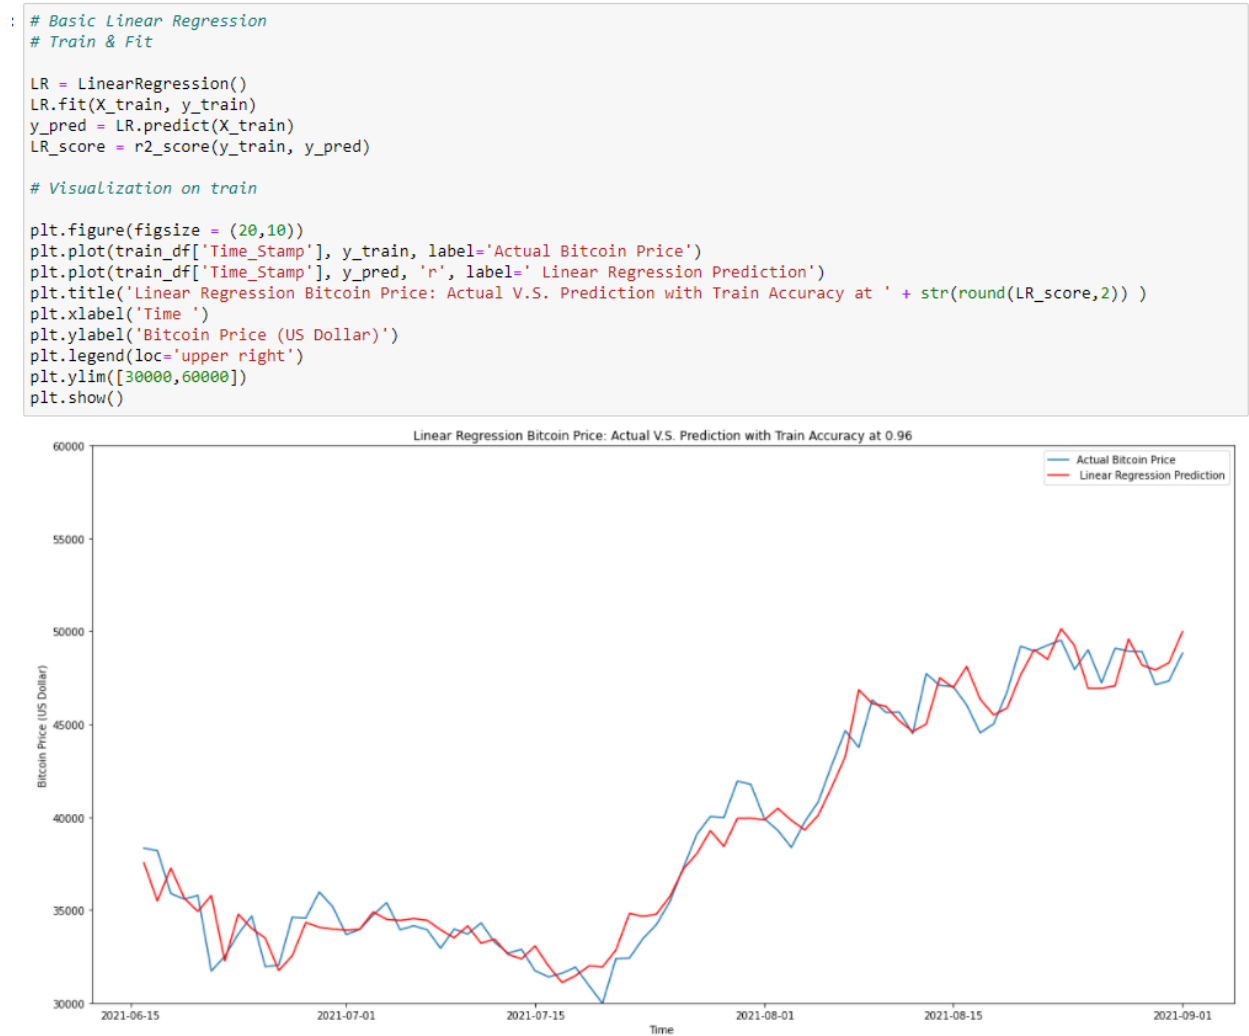 :
# Basic Linear Regression
# Train & Fit
LR = LinearRegression()
LR.fit(X_train, y_train)
y_pred = LR.predict(X_train)
LR_score = r2_score(y_train, y_pred)
# Visualization on train
plt.figure(figsize = (20,10))
plt.plot(train_df['Time_Stamp'], y_train, label='Actual Bitcoin Price')
plt.plot(train_df['Time_Stamp'], y_pred, 'r', label=' Linear Regression Prediction')
plt.title('Linear Regression Bitcoin Price: Actual V.S. Prediction with Train Accuracy at ' + str(round(LR_score,2)) )
plt.xlabel('Time ')
plt.ylabel('Bitcoin Price (US Dollar)')
plt.legend(loc='upper right')
plt.ylim([30000,60000])
plt.show()
Linear Regression Bitcoin Price: Actual V.S. Prediction with Train Accuracy at 0.96
Actual Bitcoin Price
Linear Regression Prediction
60000
55000
50000
45000
40000
35000
30000
Bitcoin Price (US Dollar)
2021-06-15 2021-07-01 2021-07-15 2021-08-01 2021-08-15 2021-09-01
Time